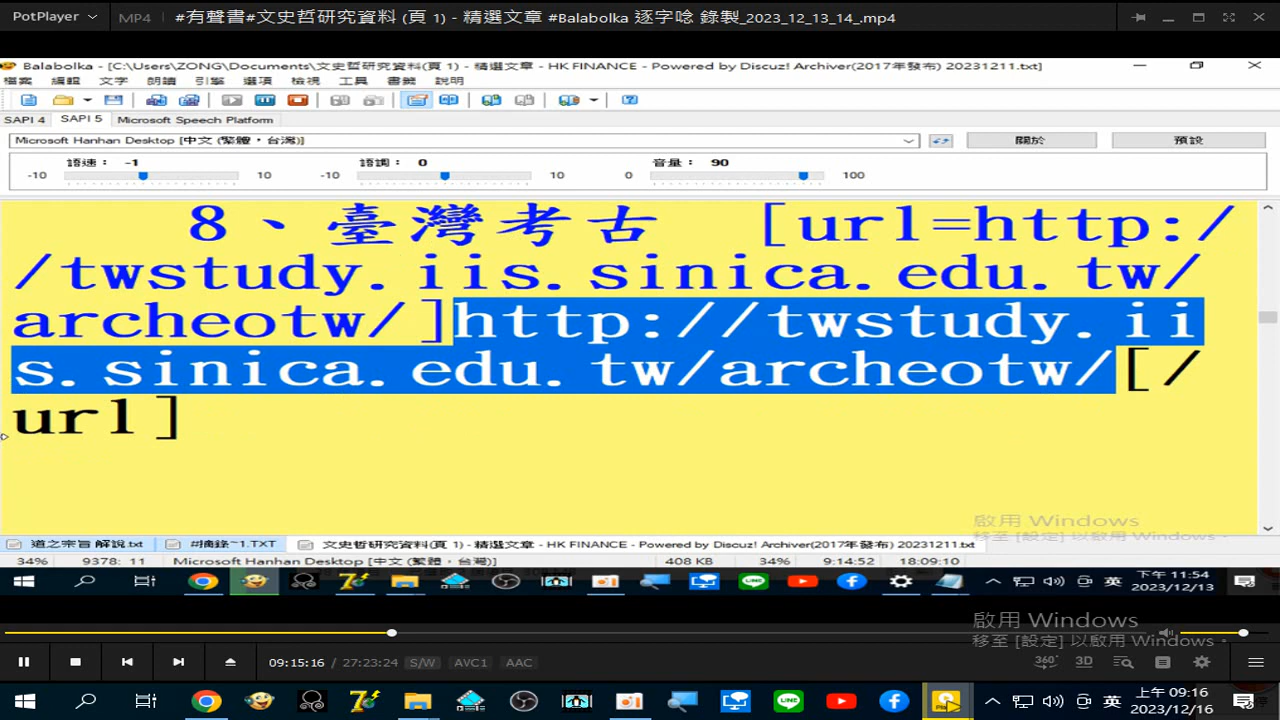 PotPlayer MP4 #有聲書#文史哲研究資料 (頁 1) - 精選文章 #Balabolka 逐字唸 錄製_2023_12_13_14_.mp4
Balabolka - [C:\Users\ZONG\Documents\文史哲研究資料(頁 1) - 精選文章 - HK FINANCE - Powered by Discuz! Archiver(2017年發布) 20231211.txt]
檔案 編輯 文字 朗讀 引擎 選項 檢視 工具 書籤 說明
SAPI 4 SAPI 5 Microsoft Speech Platform
Microsoft Hanhan Desktop [中文 (繁體，台灣)] 關於 預設
語速： -1 語調： 0 音量： 90
-10 10 -10 10 0 100
8、臺灣考古 [url=http:/
/twstudy.iis.sinica.edu.tw/
archeotw/]http://twstudy.ii
s.sinica.edu.tw/archeotw/[/
url]
啟用 Windows
移至 [設定] 以啟用 Windows。
道之宗旨 解說.txt #摘錄~1.TXT 文史哲研究資料(頁 1) - 精選文章 - HK FINANCE - Powered by Discuz! Archiver(2017年發布) 20231211.txt
34% 9378: 11 Microsoft Hanhan Desktop [中文 (繁體，台灣)] 408 KB 34% 9:14:52 18:09:10
英 下午 11:54
2023/12/13
啟用 Windows
移至 [設定] 以啟用 Windows。
09:15:16 / 27:23:24 S/W AVC1 AAC 360° 3D
英 上午 09:16
2023/12/16